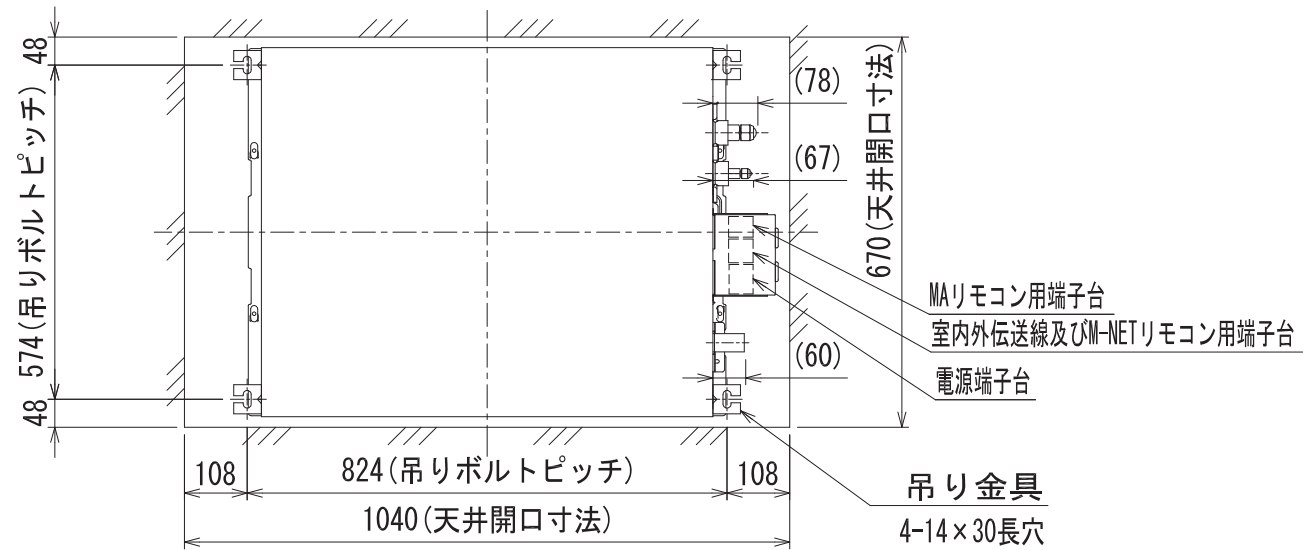 48
574(吊りボルトピッチ)
48
(78)
(67)
(60)
670(天井開口寸法)
MAリモコン用端子台
室内外伝送線及びM-NETリモコン用端子台
電源端子台
108
824(吊りボルトピッチ)
108
1040(天井開口寸法)
吊り金具
4-14×30長穴